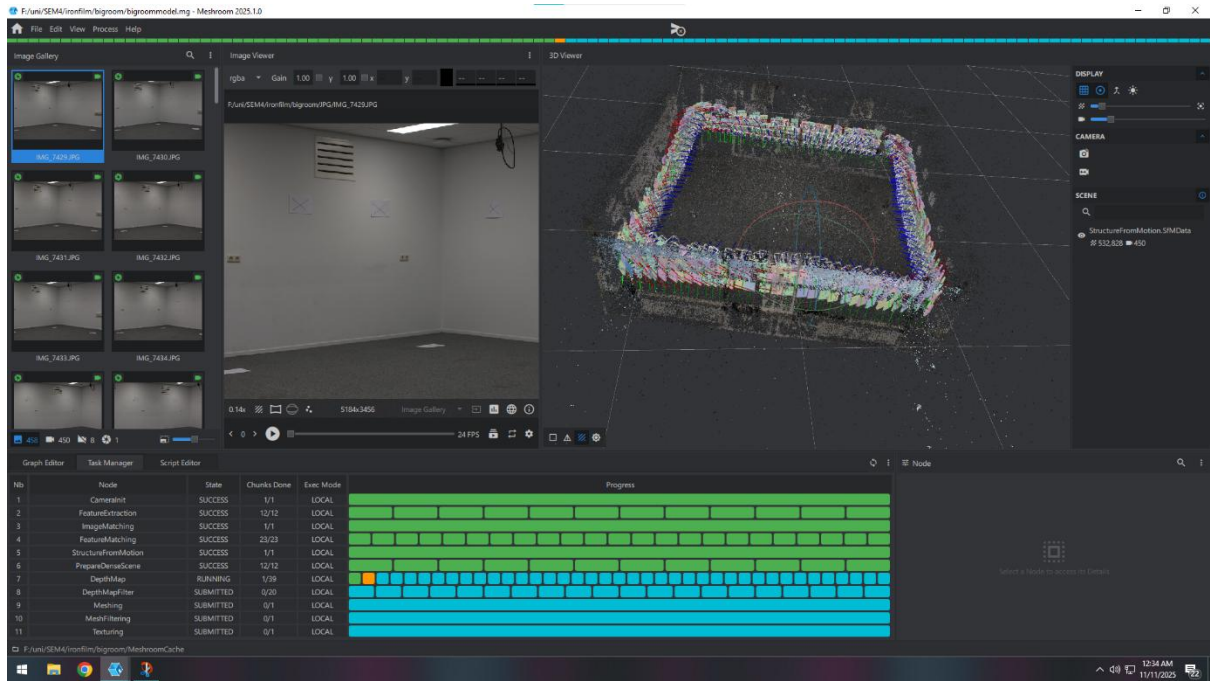 F:/uni/SEM4/ironfilm/bigroom/bigroommodel.mg - Meshroom 2025.1.0
File Edit View Process Help
Image Gallery
Image Viewer
3D Viewer
rgba Gain 1.00 γ 1.00 x y -- -- -- --
F:/uni/SEM4/ironfilm/bigroom/JPG/IMG_7429.JPG
IMG_7429.JPG IMG_7430.JPG
IMG_7431.JPG IMG_7432.JPG
IMG_7433.JPG IMG_7434.JPG
458 450 8 1
0.14x 5184x3456 Image Gallery
0 24 FPS
DISPLAY
CAMERA
SCENE
StructureFromMotion.SfMData
532,828 450
Graph Editor Task Manager Script Editor
Node
Nb Node State Chunks Done Exec Mode Progress
1 CameraInit SUCCESS 1/1 LOCAL
2 FeatureExtraction SUCCESS 12/12 LOCAL
3 ImageMatching SUCCESS 1/1 LOCAL
4 FeatureMatching SUCCESS 23/23 LOCAL
5 StructureFromMotion SUCCESS 1/1 LOCAL
6 PrepareDenseScene SUCCESS 12/12 LOCAL
7 DepthMap RUNNING 1/39 LOCAL
8 DepthMapFilter SUBMITTED 0/20 LOCAL
9 Meshing SUBMITTED 0/1 LOCAL
10 MeshFiltering SUBMITTED 0/1 LOCAL
11 Texturing SUBMITTED 0/1 LOCAL
Select a Node to access its Details
F:/uni/SEM4/ironfilm/bigroom/MeshroomCache
12:34 AM
11/11/2025
22